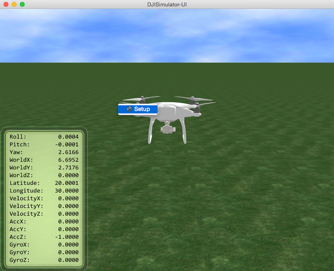 DJISimulator-UI
Setup
Roll: 0.0004
Pitch: -0.0001
Yaw: 2.6166
WorldX: 6.6952
WorldY: 2.7176
WorldZ: 0.0000
Latitude: 20.0001
Longitude: 30.0000
VelocityX: 0.0000
VelocityY: 0.0000
VelocityZ: 0.0000
AccX: 0.0000
AccY: 0.0000
AccZ: -1.0000
GyroX: 0.0000
GyroY: 0.0000
GyroZ: 0.0000